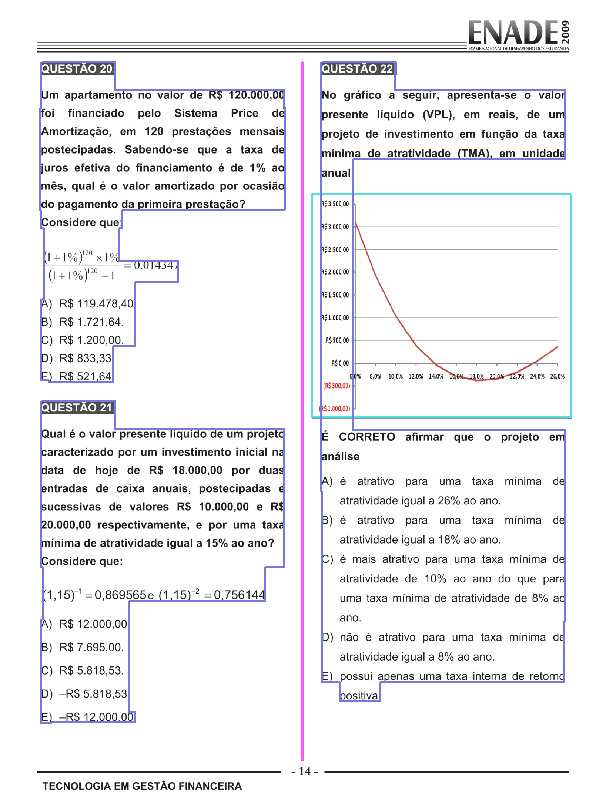 ENADE 2009
EXAME NACIONAL DE DESEMPENHO DOS ESTUDANTES
QUESTÃO 20
Um apartamento no valor de R$ 120.000,00
foi financiado pelo Sistema Price de
Amortização, em 120 prestações mensais
postecipadas. Sabendo-se que a taxa de
juros efetiva do financiamento é de 1% ao
mês, qual é o valor amortizado por ocasião
do pagamento da primeira prestação?
Considere que:
(1+1%)^120 ×1% / (1+1%)^120 −1 = 0,014347
A) R$ 119.478,40
B) R$ 1.721,64.
C) R$ 1.200,00.
D) R$ 833,33
E) R$ 521,64
QUESTÃO 21
Qual é o valor presente líquido de um projeto
caracterizado por um investimento inicial na
data de hoje de R$ 18.000,00 por duas
entradas de caixa anuais, postecipadas e
sucessivas de valores R$ 10.000,00 e R$
20.000,00 respectivamente, e por uma taxa
mínima de atratividade igual a 15% ao ano?
Considere que:
(1,15)^−1 = 0,869565 e (1,15)^−2 = 0,756144
A) R$ 12.000,00
B) R$ 7.695,00.
C) R$ 5.818,53.
D) –R$ 5.818,53
E) –R$ 12.000,00
QUESTÃO 22
No gráfico a seguir, apresenta-se o valor
presente líquido (VPL), em reais, de um
projeto de investimento em função da taxa
mínima de atratividade (TMA), em unidade
anual
R$3.500,00
R$3.000,00
R$2.500,00
R$2.000,00
R$1.500,00
R$1.000,00
R$500,00
R$0,00
(R$500,00)
(R$1.000,00)
0,0% 6,0% 10,0% 12,0% 14,0% 16,0% 18,0% 20,0% 22,0% 24,0% 26,0%
É CORRETO afirmar que o projeto em
análise
A) é atrativo para uma taxa mínima de
atratividade igual a 26% ao ano.
B) é atrativo para uma taxa mínima de
atratividade igual a 18% ao ano.
C) é mais atrativo para uma taxa mínima de
atratividade de 10% ao ano do que para
uma taxa mínima de atratividade de 8% ao
ano.
D) não é atrativo para uma taxa mínima de
atratividade igual a 8% ao ano.
E) possui apenas uma taxa interna de retorno
positiva
- 14 -
TECNOLOGIA EM GESTÃO FINANCEIRA